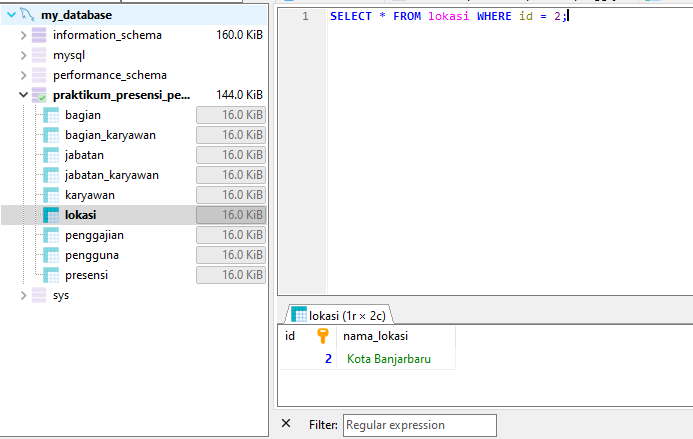 my_database
information_schema 160.0 KiB
mysql
performance_schema
praktikum_presensi_pe... 144.0 KiB
bagian 16.0 KiB
bagian_karyawan 16.0 KiB
jabatan 16.0 KiB
jabatan_karyawan 16.0 KiB
karyawan 16.0 KiB
lokasi 16.0 KiB
penggajian 16.0 KiB
pengguna 16.0 KiB
presensi 16.0 KiB
sys
1 SELECT * FROM lokasi WHERE id = 2;
lokasi (1r × 2c)
id nama_lokasi
2 Kota Banjarbaru
× Filter: Regular expression